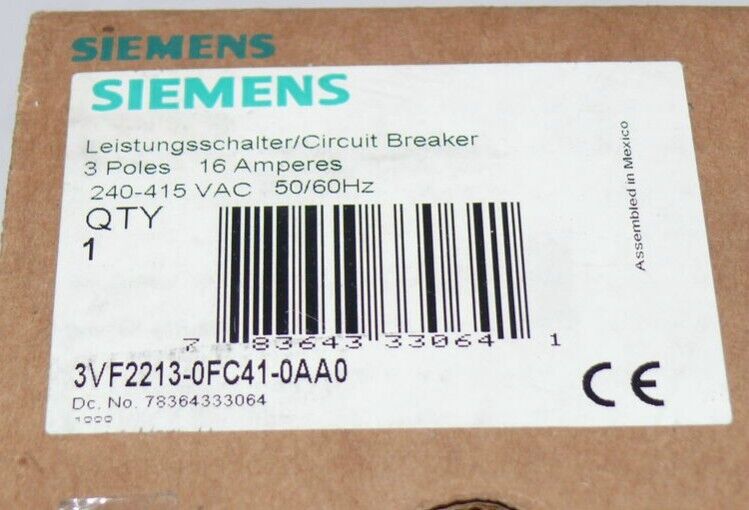 SIEMENS
SIEMENS
Leistungsschalter/Circuit Breaker
3 Poles 16 Amperes
240-415 VAC 50/60Hz
QTY
1
Assembled in Mexico
7 83643 33064 1
3VF2213-0FC41-0AA0
CE
Dc. No. 78364333064